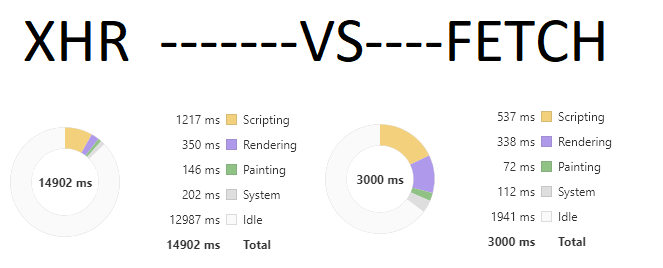 XHR -------VS----FETCH
14902 ms
1217 ms Scripting
350 ms Rendering
146 ms Painting
202 ms System
12987 ms Idle
14902 ms Total
3000 ms
537 ms Scripting
338 ms Rendering
72 ms Painting
112 ms System
1941 ms Idle
3000 ms Total